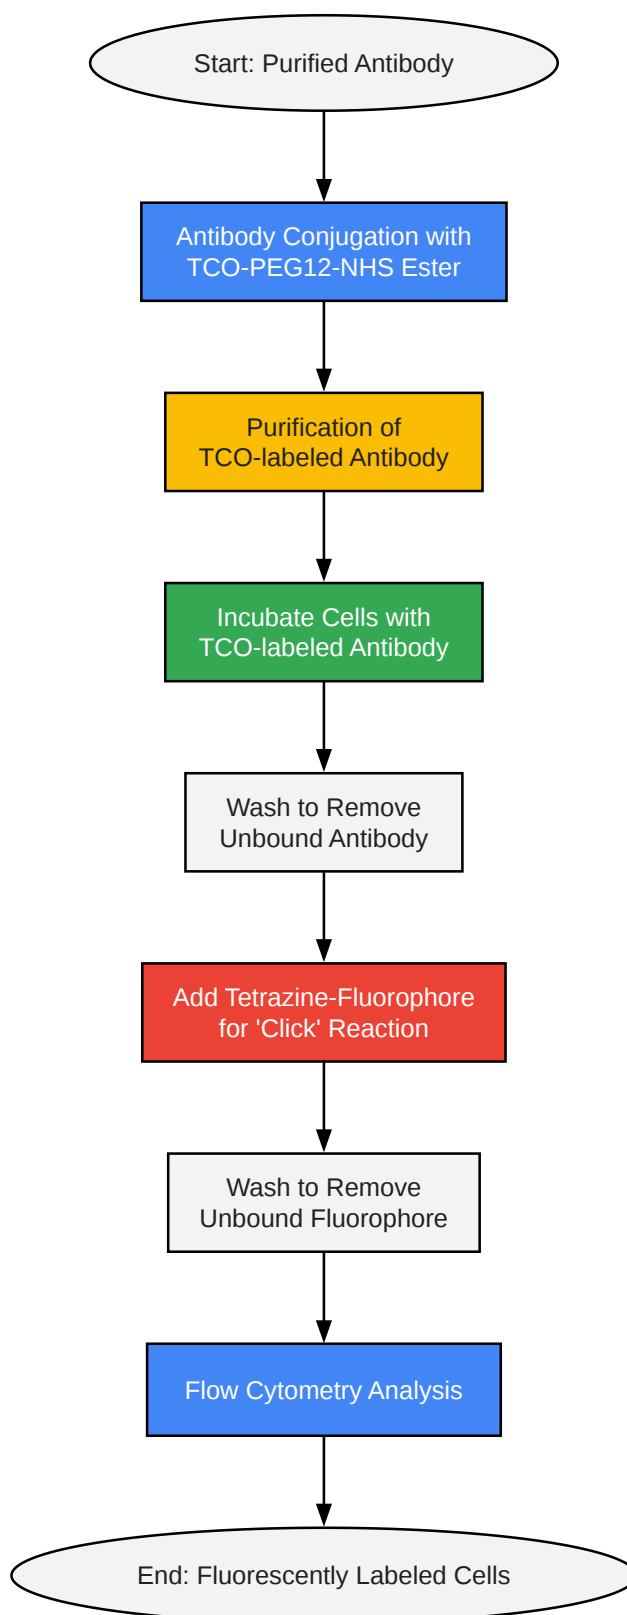 Start: Purified Antibody
Antibody Conjugation with
TCO-PEG12-NHS Ester
Purification of
TCO-labeled Antibody
Incubate Cells with
TCO-labeled Antibody
Wash to Remove
Unbound Antibody
Add Tetrazine-Fluorophore
for 'Click' Reaction
Wash to Remove
Unbound Fluorophore
Flow Cytometry Analysis
End: Fluorescently Labeled Cells